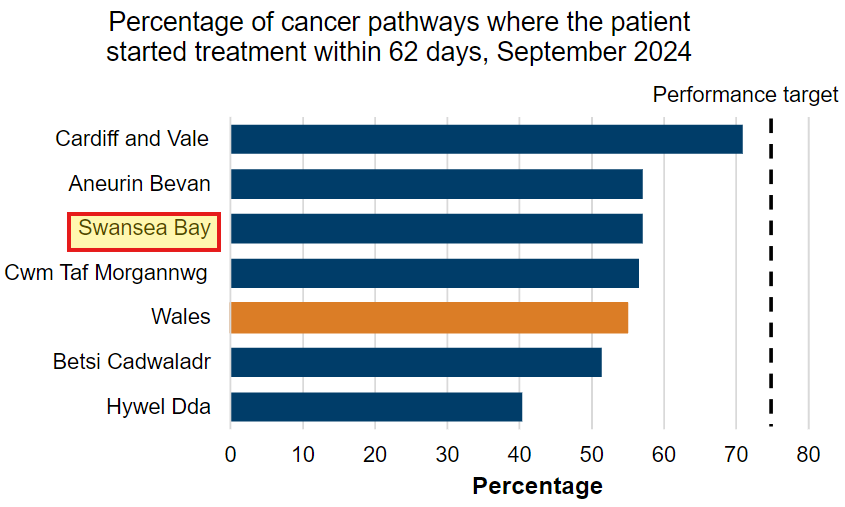 Percentage of cancer pathways where the patient
started treatment within 62 days, September 2024
Performance target
Cardiff and Vale
Aneurin Bevan
Swansea Bay
Cwm Taf Morgannwg
Wales
Betsi Cadwaladr
Hywel Dda
0 10 20 30 40 50 60 70 80
Percentage